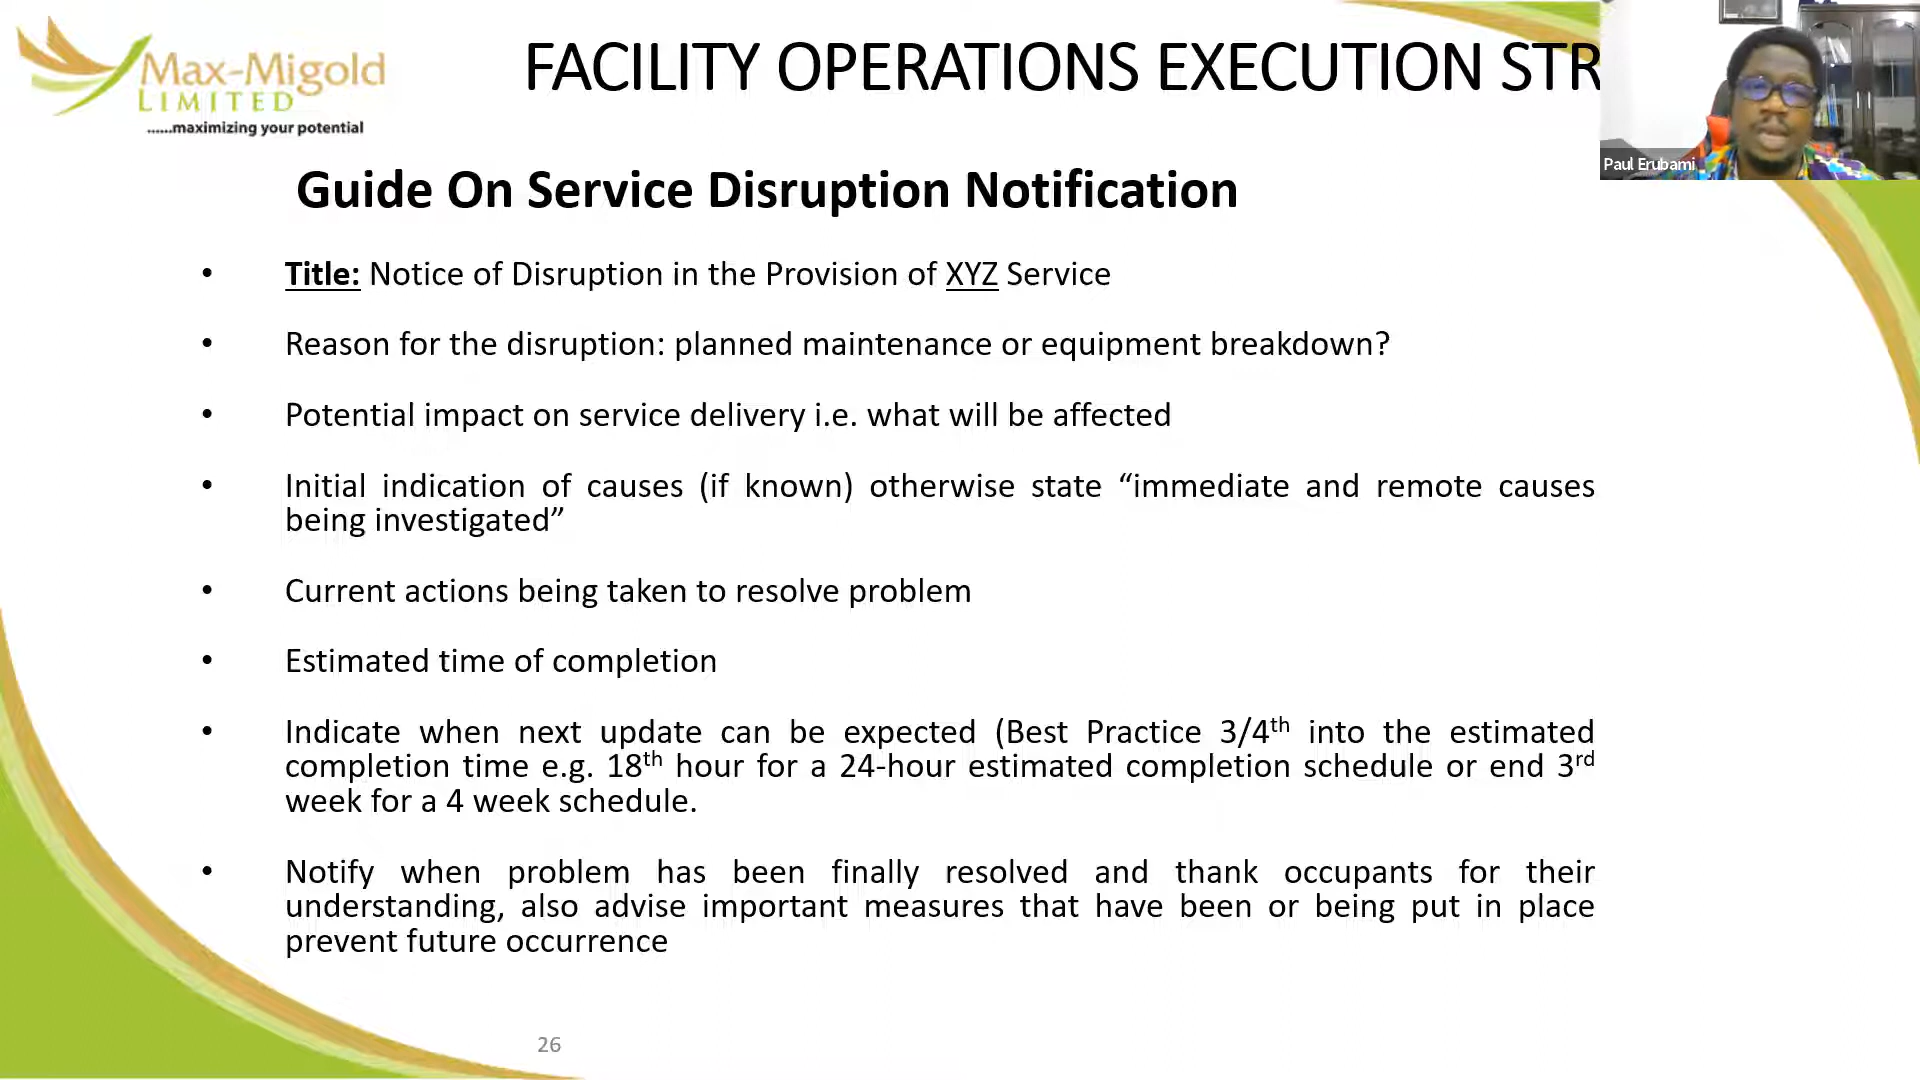 Max-Migold
LIMITED
......maximizing your potential
FACILITY OPERATIONS EXECUTION STR
Paul Erubami
Guide On Service Disruption Notification
• Title: Notice of Disruption in the Provision of XYZ Service
• Reason for the disruption: planned maintenance or equipment breakdown?
• Potential impact on service delivery i.e. what will be affected
• Initial indication of causes (if known) otherwise state “immediate and remote causes
being investigated”
• Current actions being taken to resolve problem
• Estimated time of completion
• Indicate when next update can be expected (Best Practice 3/4th into the estimated
completion time e.g. 18th hour for a 24-hour estimated completion schedule or end 3rd
week for a 4 week schedule.
• Notify when problem has been finally resolved and thank occupants for their
understanding, also advise important measures that have been or being put in place
prevent future occurrence
26